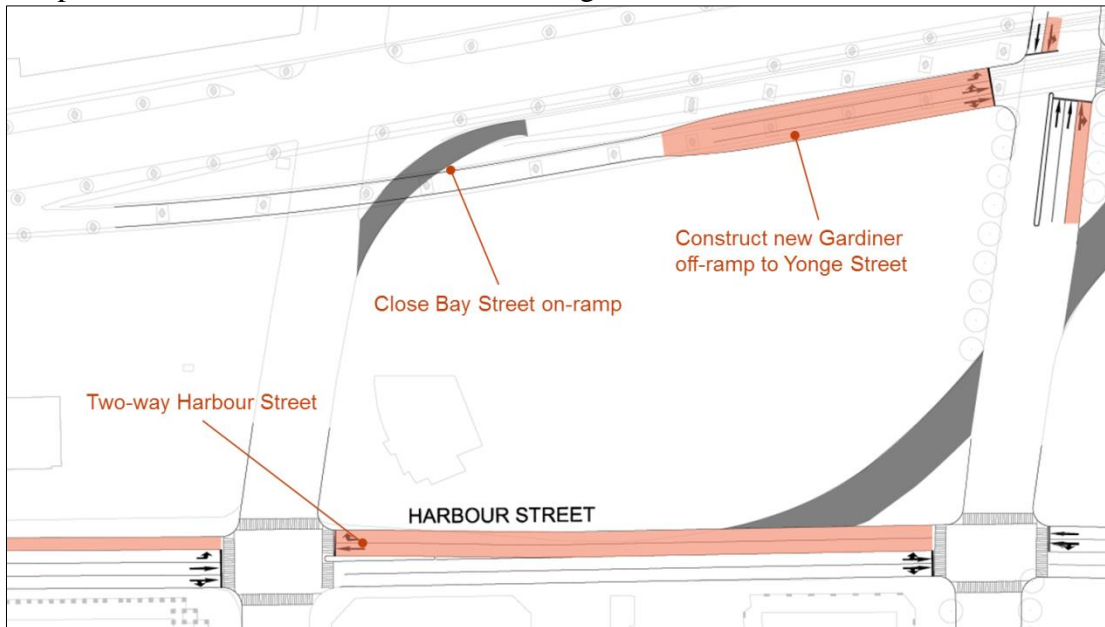 Construct new Gardiner
off-ramp to Yonge Street
Close Bay Street on-ramp
Two-way Harbour Street
HARBOUR STREET